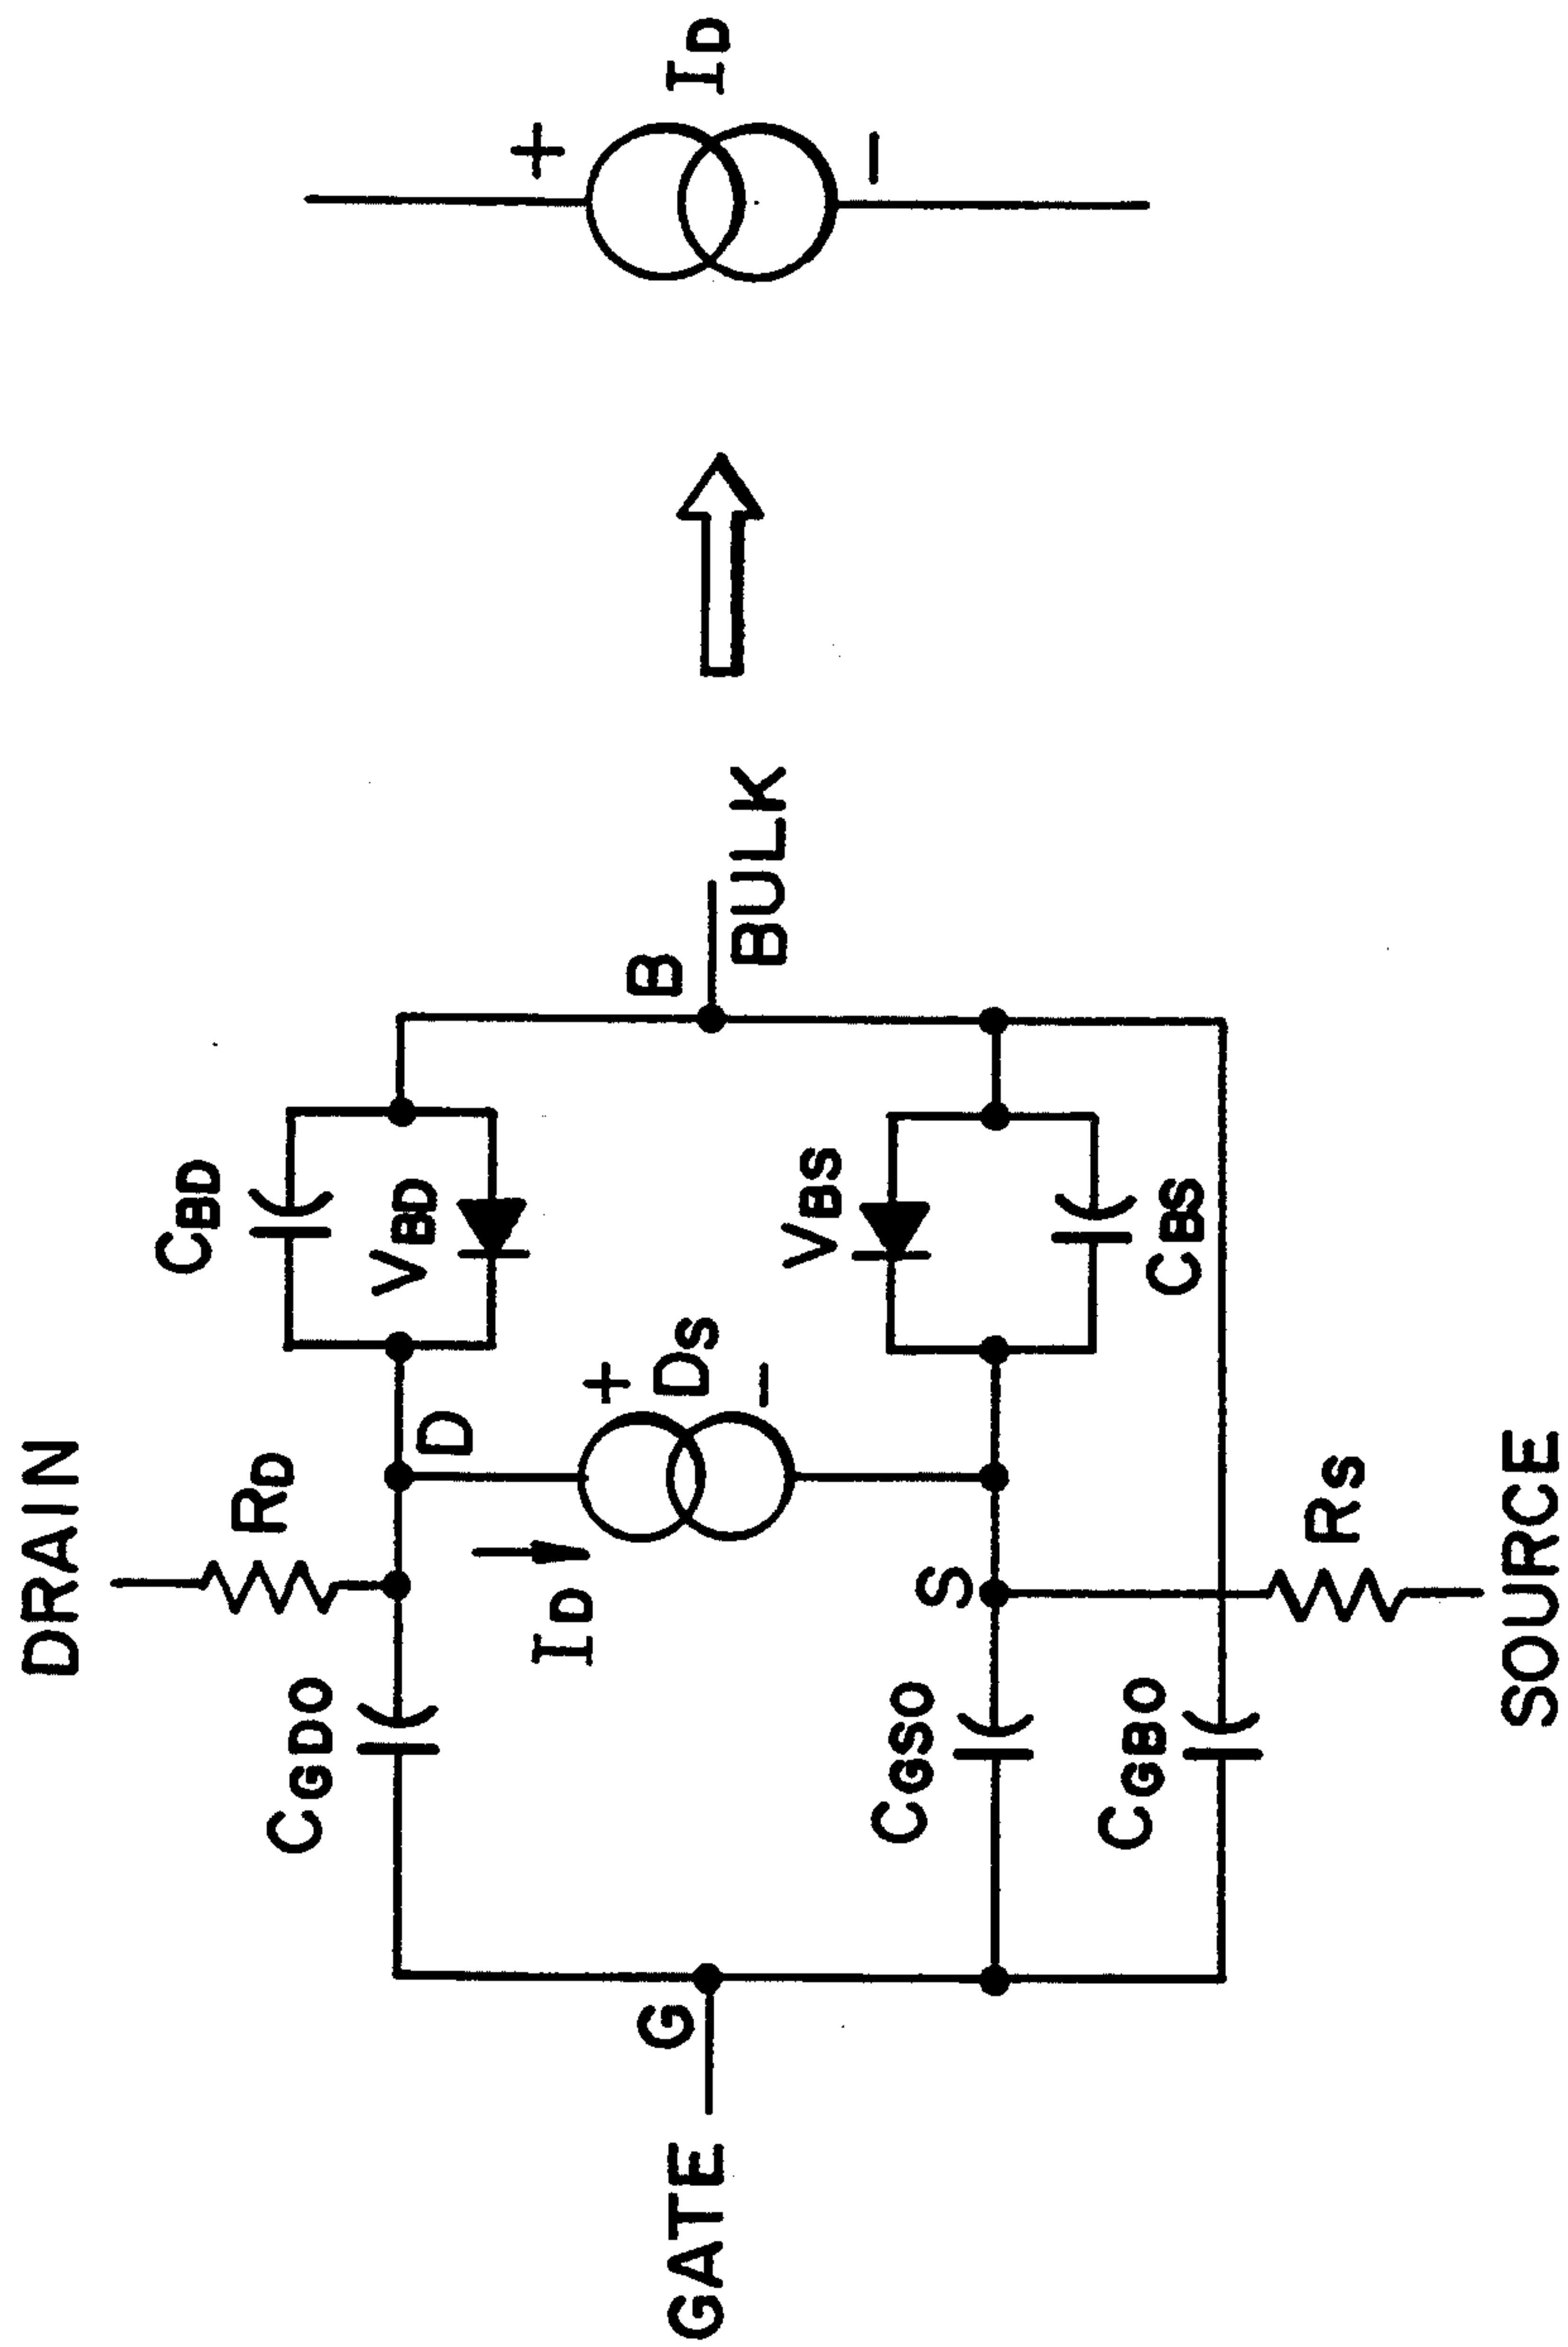 DRAIN
RD
CGDO
CBD
VBD
D
ID
+
DS
−
G
GATE
B
BULK
S
VBS
CBS
CGSO
CGBO
RS
SOURCE
+
ID
−